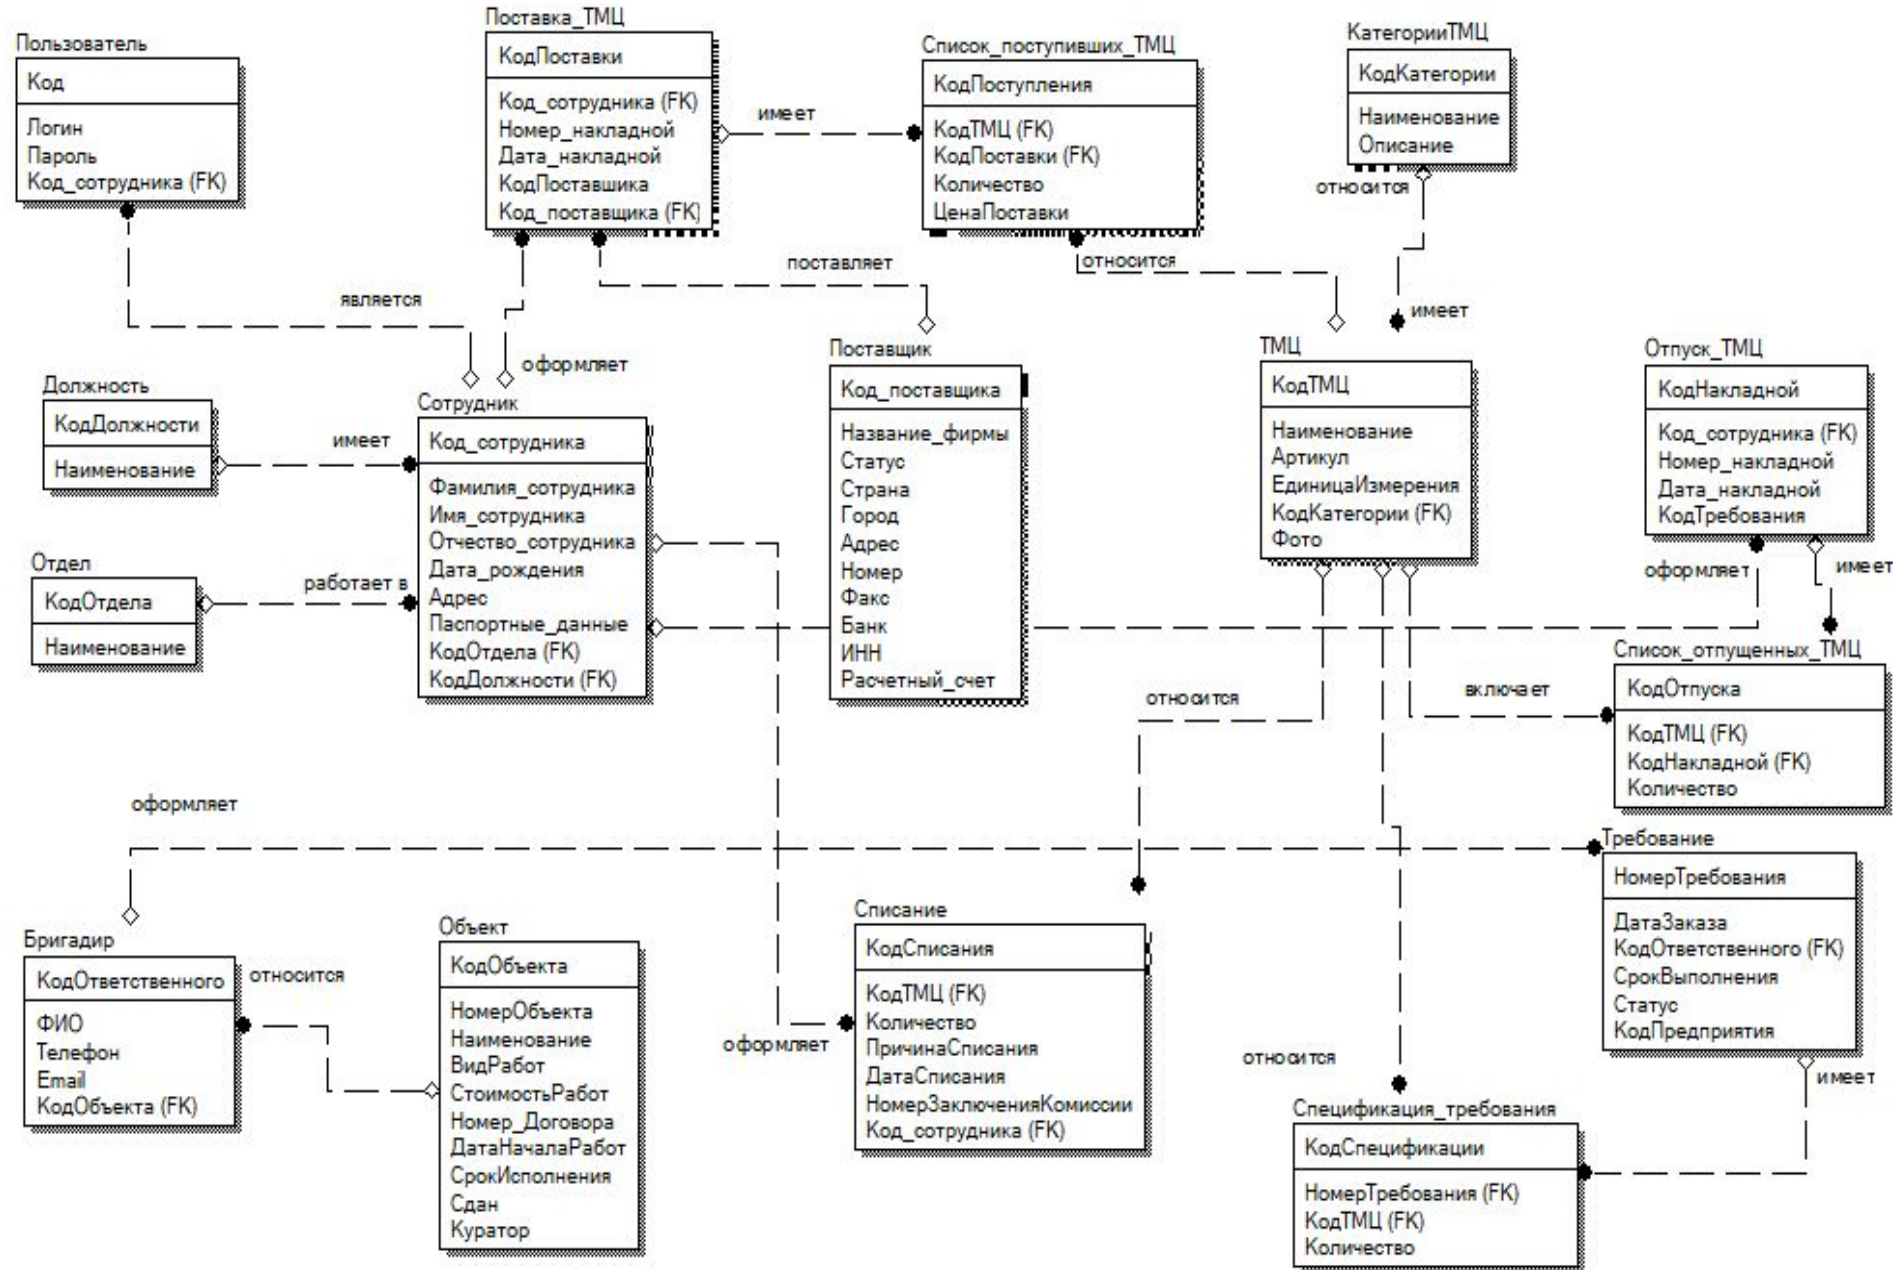 Пользователь
Код
Логин
Пароль
Код_сотрудника (FK)
Поставка_ТМЦ
КодПоставки
Код_сотрудника (FK)
Номер_накладной
Дата_накладной
КодПоставшика
Код_поставщика (FK)
имеет
Список_поступивших_ТМЦ
КодПоступления
КодТМЦ (FK)
КодПоставки (FK)
Количество
ЦенаПоставки
КатегорииТМЦ
КодКатегории
Наименование
Описание
относится
имеет
относится
поставляет
является
оформляет
Должность
КодДолжности
Наименование
имеет
Отдел
КодОтдела
Наименование
работает в
Сотрудник
Код_сотрудника
Фамилия_сотрудника
Имя_сотрудника
Отчество_сотрудника
Дата_рождения
Адрес
Паспортные_данные
КодОтдела (FK)
КодДолжности (FK)
Поставщик
Код_поставщика
Название_фирмы
Статус
Страна
Город
Адрес
Номер
Факс
Банк
ИНН
Расчетный_счет
ТМЦ
КодТМЦ
Наименование
Артикул
ЕдиницаИзмерения
КодКатегории (FK)
Фото
Отпуск_ТМЦ
КодНакладной
Код_сотрудника (FK)
Номер_накладной
Дата_накладной
КодТребования
оформляет
имеет
Список_отпущенных_ТМЦ
КодОтпуска
КодТМЦ (FK)
КодНакладной (FK)
Количество
включает
относится
оформляет
Требование
НомерТребования
ДатаЗаказа
КодОтветственного (FK)
СрокВыполнения
Статус
КодПредприятия
имеет
Бригадир
КодОтветственного
ФИО
Телефон
Email
КодОбъекта (FK)
относится
Объект
КодОбъекта
НомерОбъекта
Наименование
ВидРабот
СтоимостьРабот
Номер_Договора
ДатаНачалаРабот
СрокИсполнения
Сдан
Куратор
оформляет
Списание
КодСписания
КодТМЦ (FK)
Количество
ПричинаСписания
ДатаСписания
НомерЗаключенияКомиссии
Код_сотрудника (FK)
относится
Спецификация_требования
КодСпецификации
НомерТребования (FK)
КодТМЦ (FK)
Количество